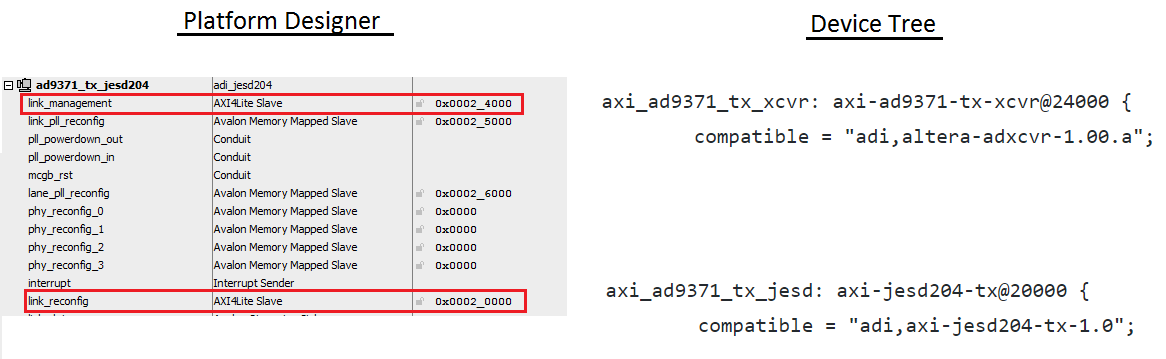 Platform Designer
Device Tree
ad9371_tx_jesd204 adi_jesd204
link_management AXI4Lite Slave 0x0002_4000
link_pll_reconfig Avalon Memory Mapped Slave 0x0002_5000
pll_powerdown_out Conduit
pll_powerdown_in Conduit
mcgb_rst Conduit
lane_pll_reconfig Avalon Memory Mapped Slave 0x0002_6000
phy_reconfig_0 Avalon Memory Mapped Slave 0x0000
phy_reconfig_1 Avalon Memory Mapped Slave 0x0000
phy_reconfig_2 Avalon Memory Mapped Slave 0x0000
phy_reconfig_3 Avalon Memory Mapped Slave 0x0000
interrupt Interrupt Sender
link_reconfig AXI4Lite Slave 0x0002_0000
axi_ad9371_tx_xcvr: axi-ad9371-tx-xcvr@24000 {
compatible = "adi,altera-adxcvr-1.00.a";
axi_ad9371_tx_jesd: axi-jesd204-tx@20000 {
compatible = "adi,axi-jesd204-tx-1.0";